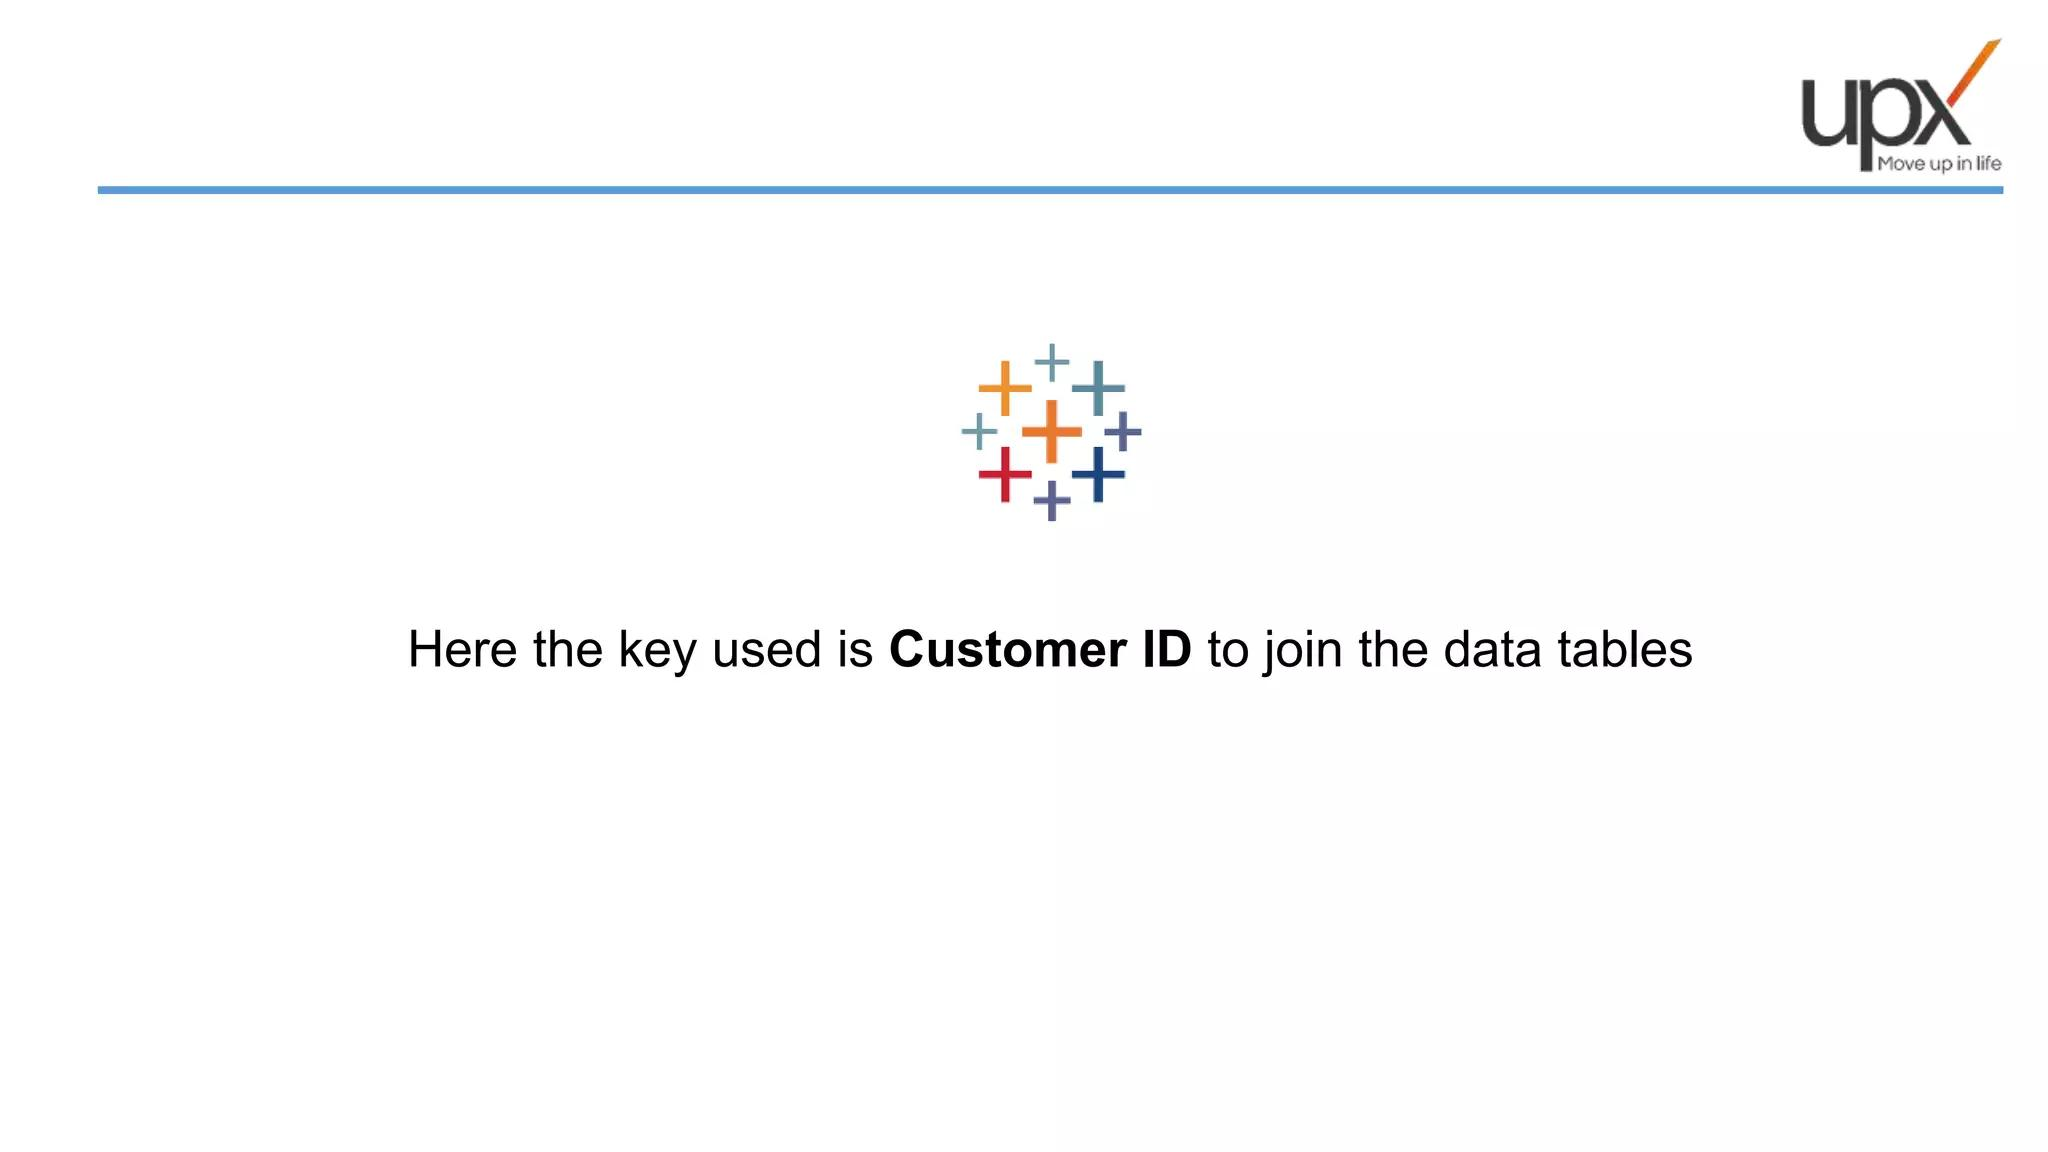 upx
Move up in life
Here the key used is Customer ID to join the data tables